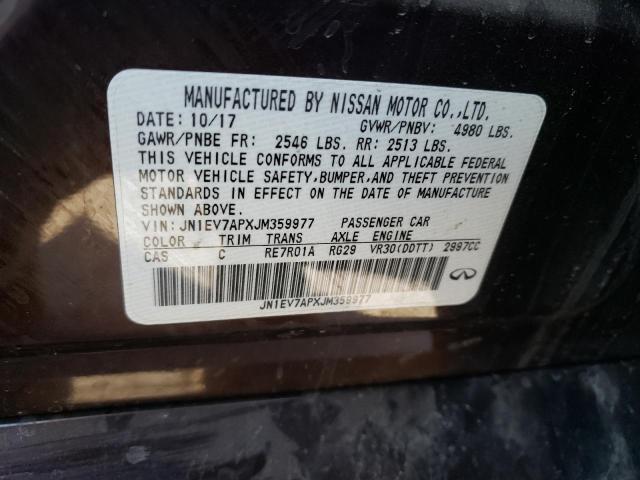 MANUFACTURED BY NISSAN MOTOR CO.,LTD.
DATE: 10/17 GVWR/PNBV: 4980 LBS.
GAWR/PNBE FR: 2546 LBS. RR: 2513 LBS.
THIS VEHICLE CONFORMS TO ALL APPLICABLE FEDERAL
MOTOR VEHICLE SAFETY,BUMPER,AND THEFT PREVENTION
STANDARDS IN EFFECT ON THE DATE OF MANUFACTURE
SHOWN ABOVE.
VIN: JN1EV7APXJM359977 PASSENGER CAR
COLOR TRIM TRANS AXLE ENGINE
CAS C RE7R01A RG29 VR30(DDTT) 2997CC
JN1EV7APXJM359977
INFINITI